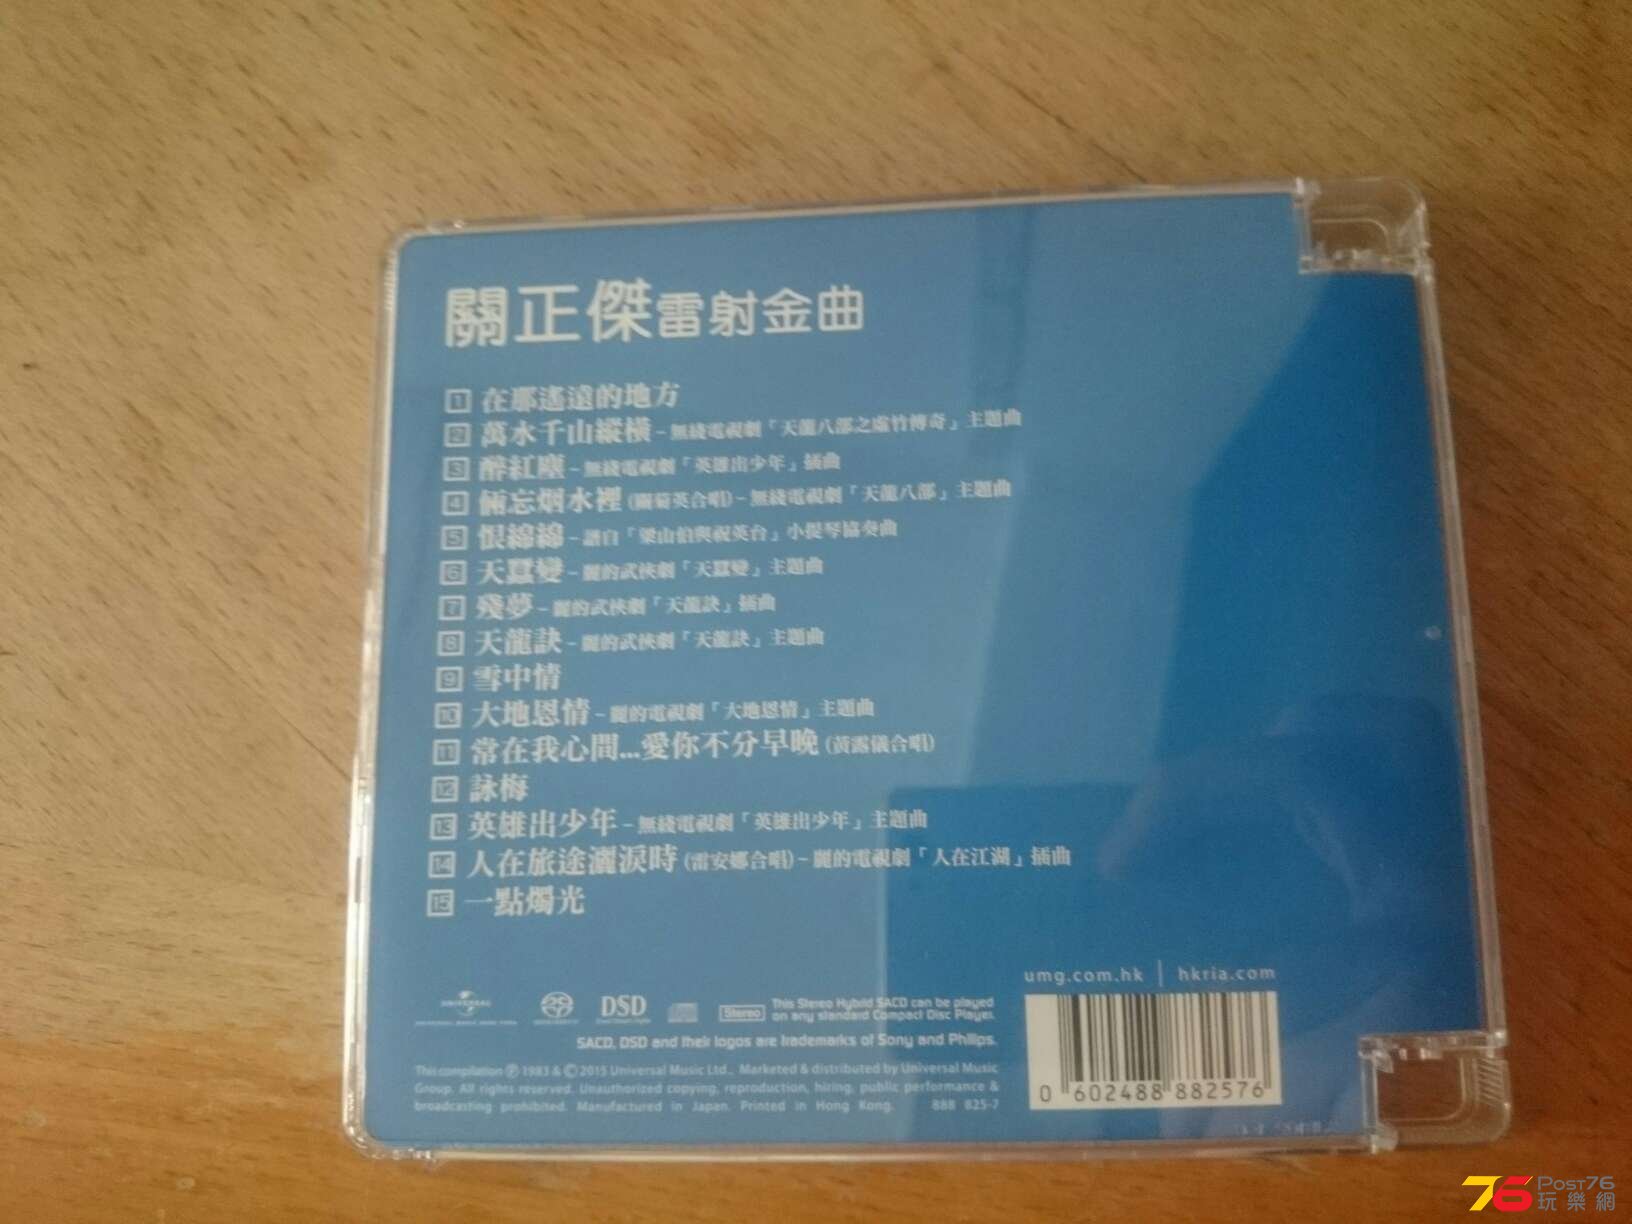 關正傑雷射金曲
1 在那遙遠的地方
2 萬水千山縱橫 – 無綫電視劇「天龍八部之虛竹傳奇」主題曲
3 醉紅塵 – 無綫電視劇「英雄出少年」插曲
4 倆忘烟水裡 (關菊英合唱) – 無綫電視劇「天龍八部」主題曲
5 恨綿綿 – 譜自「梁山伯與祝英台」小提琴協奏曲
6 天蠶變 – 麗的武俠劇「天蠶變」主題曲
7 殘夢 – 麗的武俠劇「天龍訣」插曲
8 天龍訣 – 麗的武俠劇「天龍訣」主題曲
9 雪中情
10 大地恩情 – 麗的電視劇「大地恩情」主題曲
11 常在我心間...愛你不分早晚 (黃露儀合唱)
12 詠梅
13 英雄出少年 – 無綫電視劇「英雄出少年」主題曲
14 人在旅途灑淚時 (雷安娜合唱) – 麗的電視劇「人在江湖」插曲
15 一點燭光
umg.com.hk | hkria.com
UNIVERSAL
DSD
Stereo
This Stereo Hybrid SACD can be played
on any standard Compact Disc Player.
SACD, DSD and their logos are trademarks of Sony and Philips.
This compilation ℗ 1983 & © 2015 Universal Music Ltd.. Marketed & distributed by Universal Music
Group. All rights reserved. Unauthorized copying, reproduction, hiring, public performance &
broadcasting prohibited. Manufactured in Japan. Printed in Hong Kong. 888 825-7
0 602488 882576
76 POST76
玩樂網